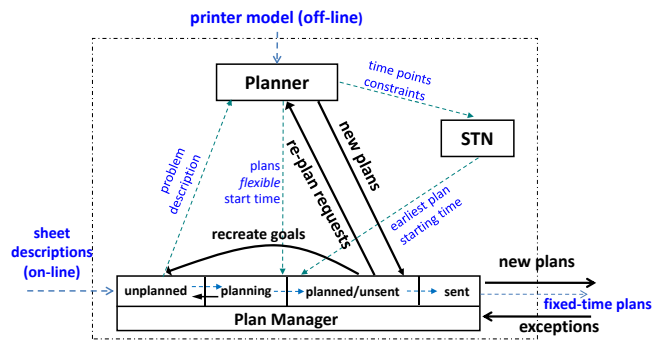 printer model (off-line)
Planner
time points
constraints
STN
problem
description
plans
flexible
start time
re-plan requests
new plans
earliest plan
starting time
recreate goals
sheet
descriptions
(on-line)
unplanned
planning
planned/unsent
sent
Plan Manager
new plans
fixed-time plans
exceptions